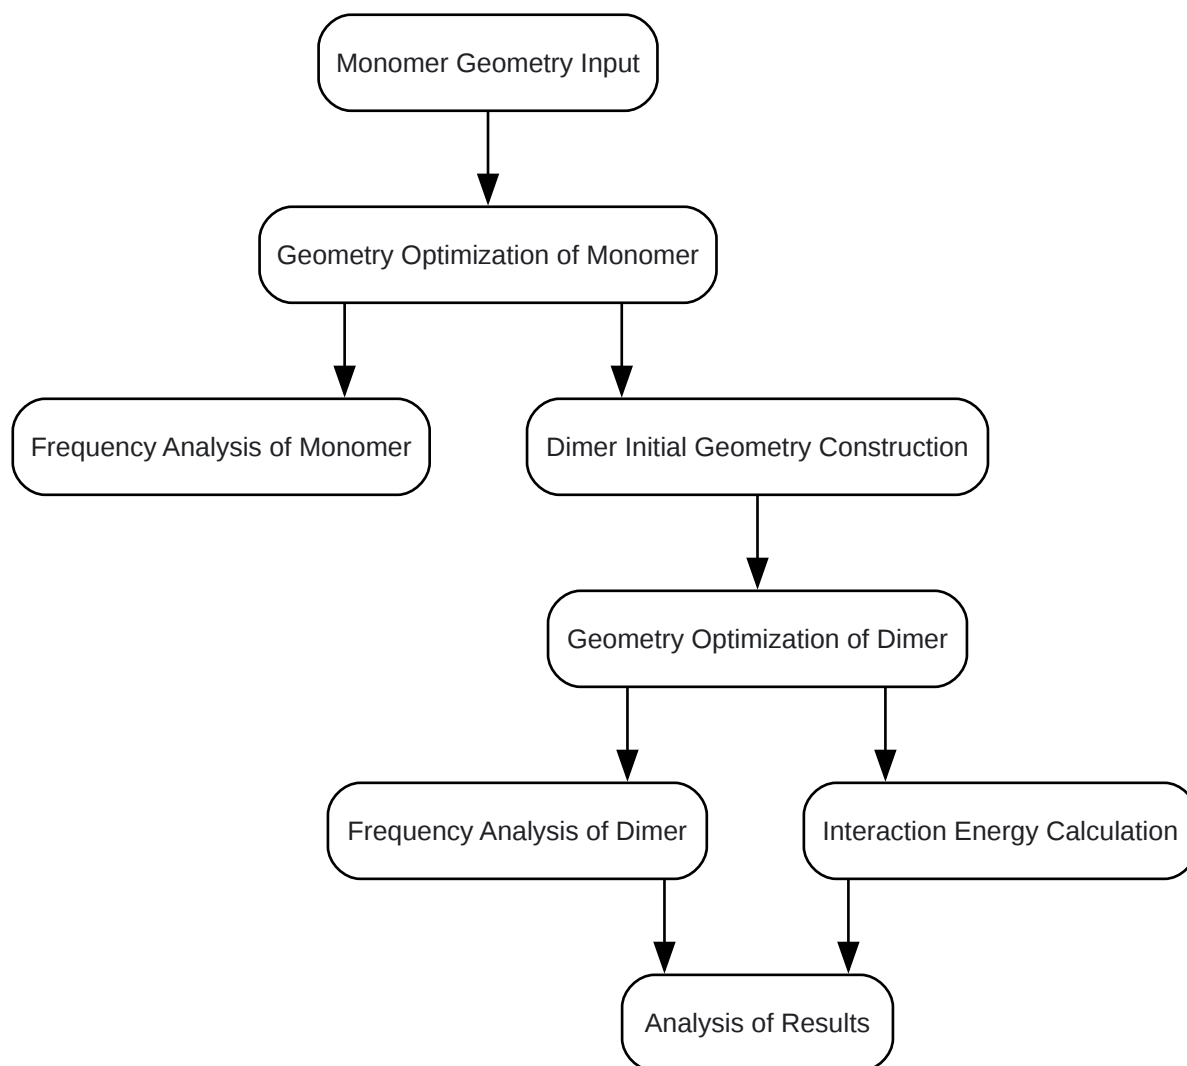 Monomer Geometry Input
Geometry Optimization of Monomer
Frequency Analysis of Monomer
Dimer Initial Geometry Construction
Geometry Optimization of Dimer
Frequency Analysis of Dimer
Interaction Energy Calculation
Analysis of Results